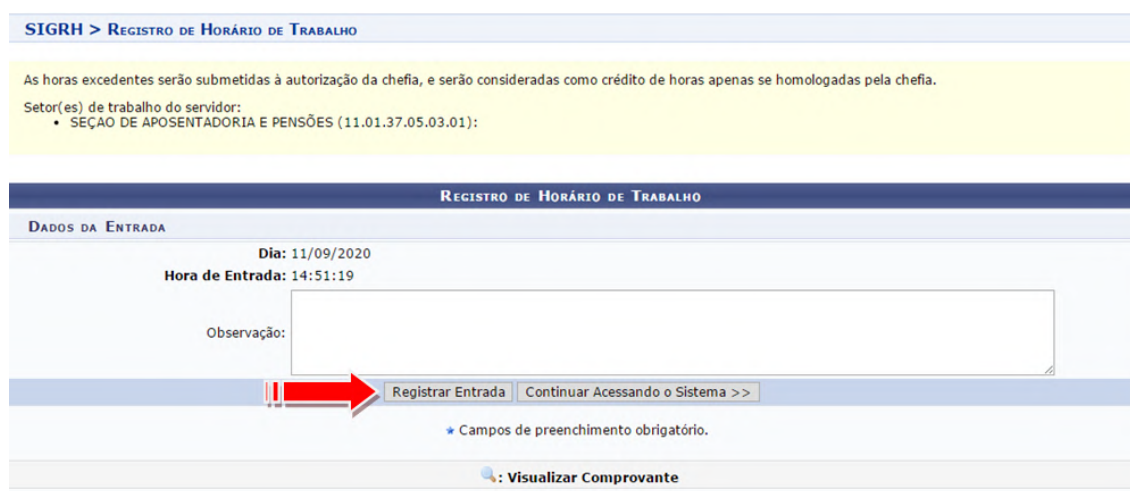 SIGRH > Registro de Horário de Trabalho
As horas excedentes serão submetidas à autorização da chefia, e serão consideradas como crédito de horas apenas se homologadas pela chefia.
Setor(es) de trabalho do servidor:
• SEÇAO DE APOSENTADORIA E PENSÕES (11.01.37.05.03.01):
Registro de Horário de Trabalho
Dados da Entrada
Dia: 11/09/2020
Hora de Entrada: 14:51:19
Observação:
Registrar Entrada Continuar Acessando o Sistema >>
★ Campos de preenchimento obrigatório.
: Visualizar Comprovante